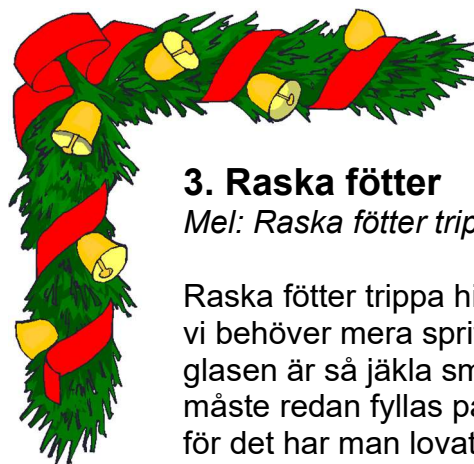 3. Raska fötter
Mel: Raska fötter
Raska fötter trippa
vi behöver mera
glasen är så jäkla
måste redan fyllas
för det har man